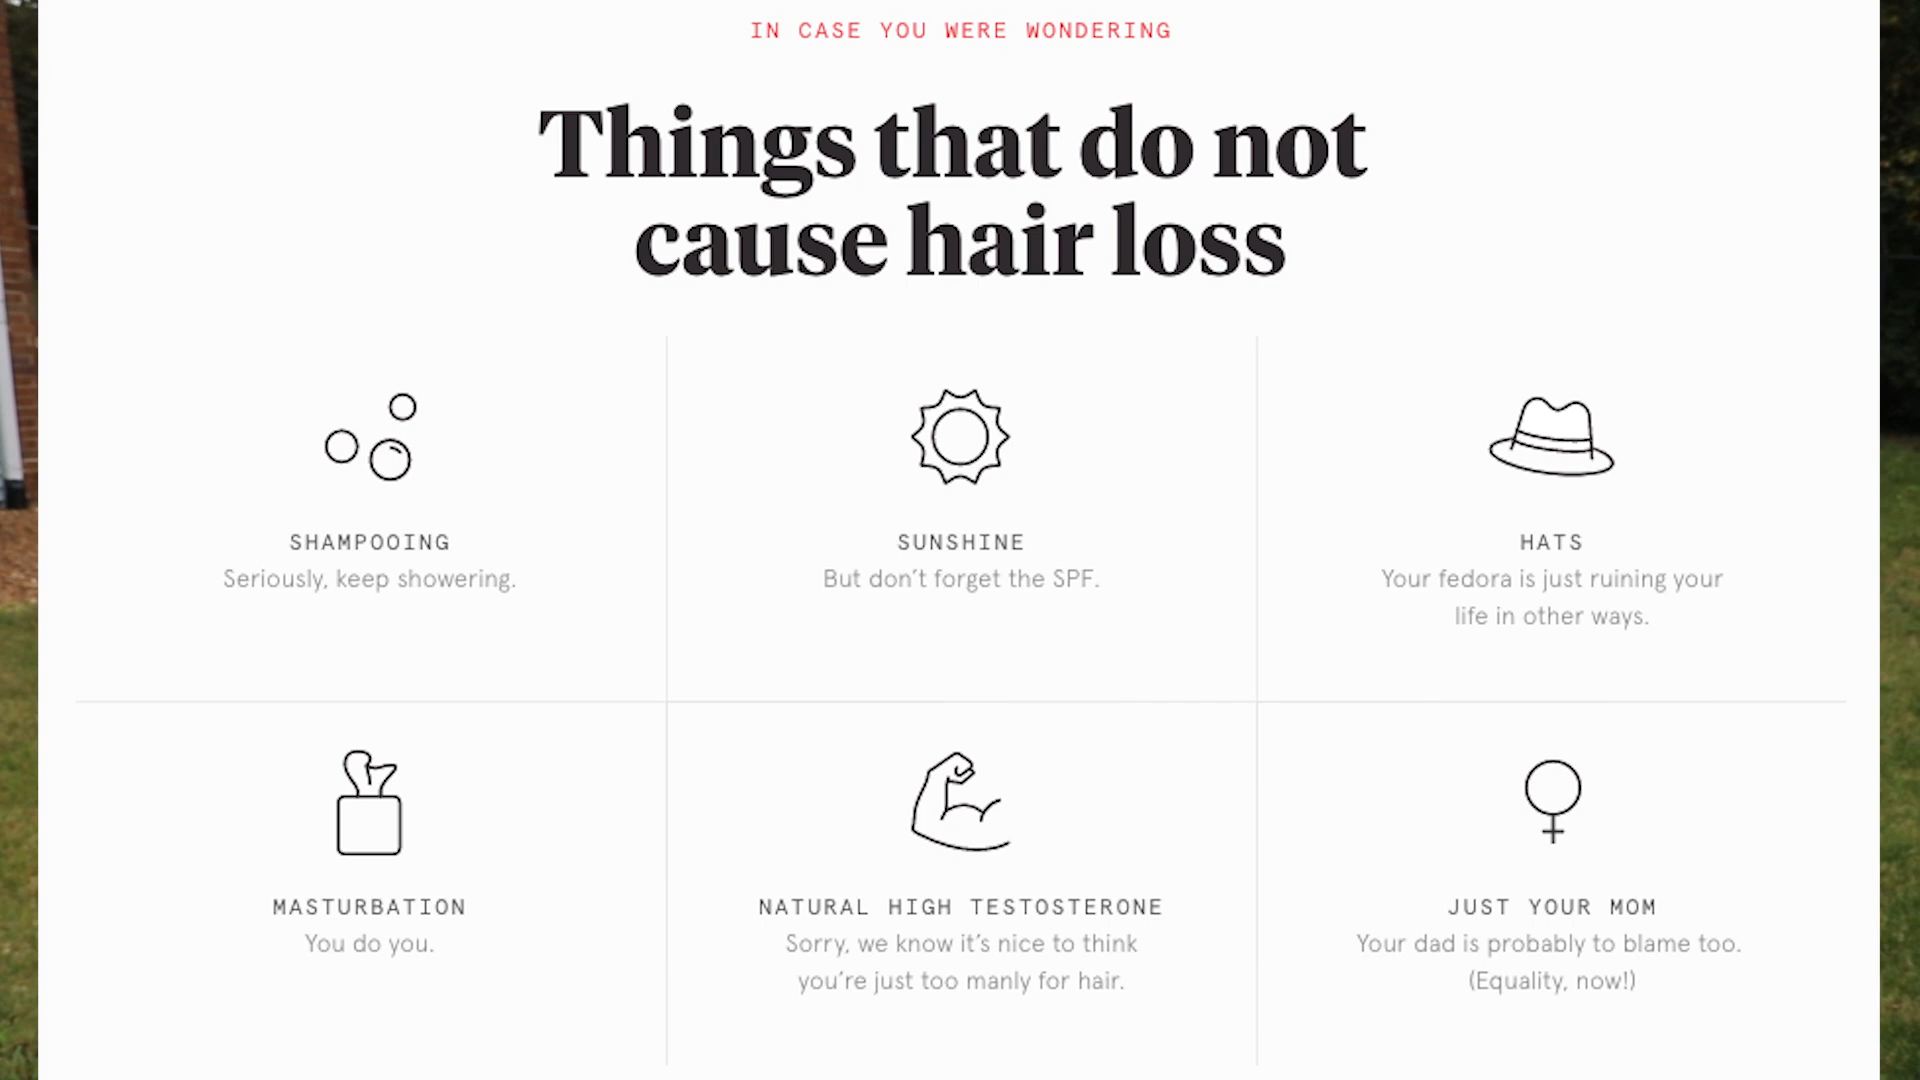 IN CASE YOU WERE WONDERING
Things that do not
cause hair loss
SHAMPOOING
Seriously, keep showering.
SUNSHINE
But don’t forget the SPF.
HATS
Your fedora is just ruining your
life in other ways.
MASTURBATION
You do you.
NATURAL HIGH TESTOSTERONE
Sorry, we know it’s nice to think
you’re just too manly for hair.
JUST YOUR MOM
Your dad is probably to blame too.
(Equality, now!)